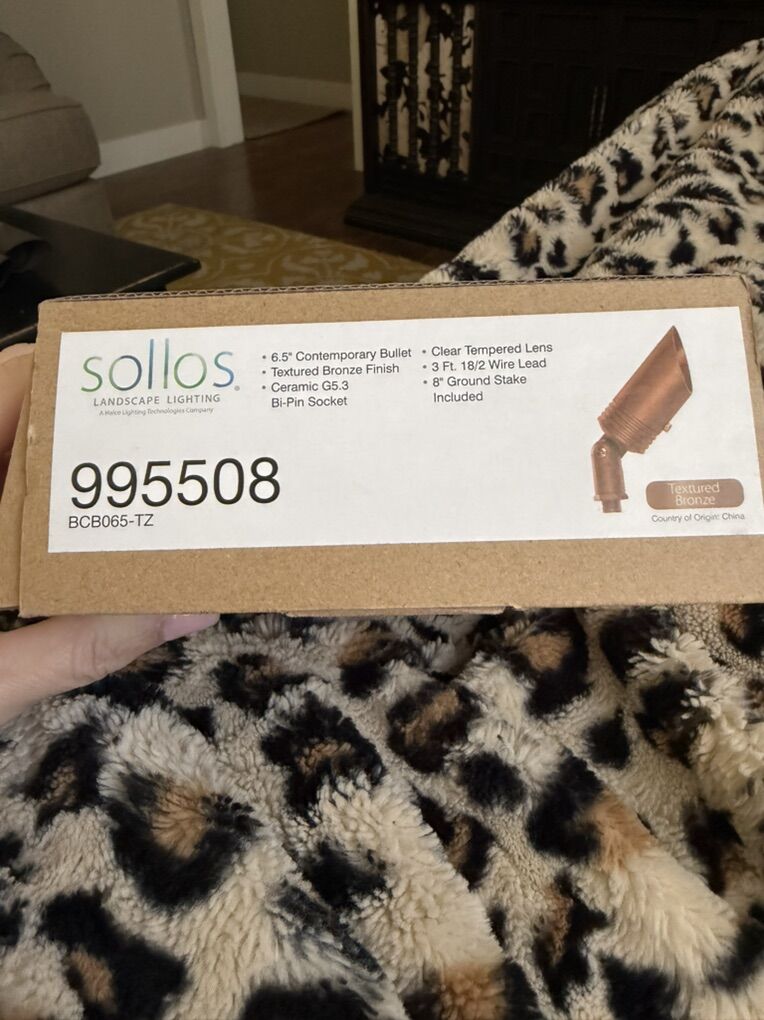 sollos®
LANDSCAPE LIGHTING
A Halco Lighting Technologies Company
• 6.5" Contemporary Bullet
• Textured Bronze Finish
• Ceramic G5.3
Bi-Pin Socket
• Clear Tempered Lens
• 3 Ft. 18/2 Wire Lead
• 8" Ground Stake
Included
995508
BCB065-TZ
Textured
Bronze
Country of Origin: China